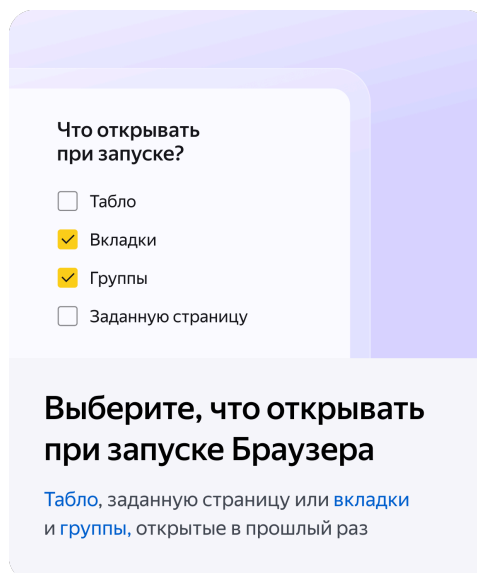 Что открывать
при запуске?
Табло
Вкладки
Группы
Заданную страницу
Выберите, что открывать
при запуске Браузера
Табло, заданную страницу или вкладки
и группы, открытые в прошлый раз